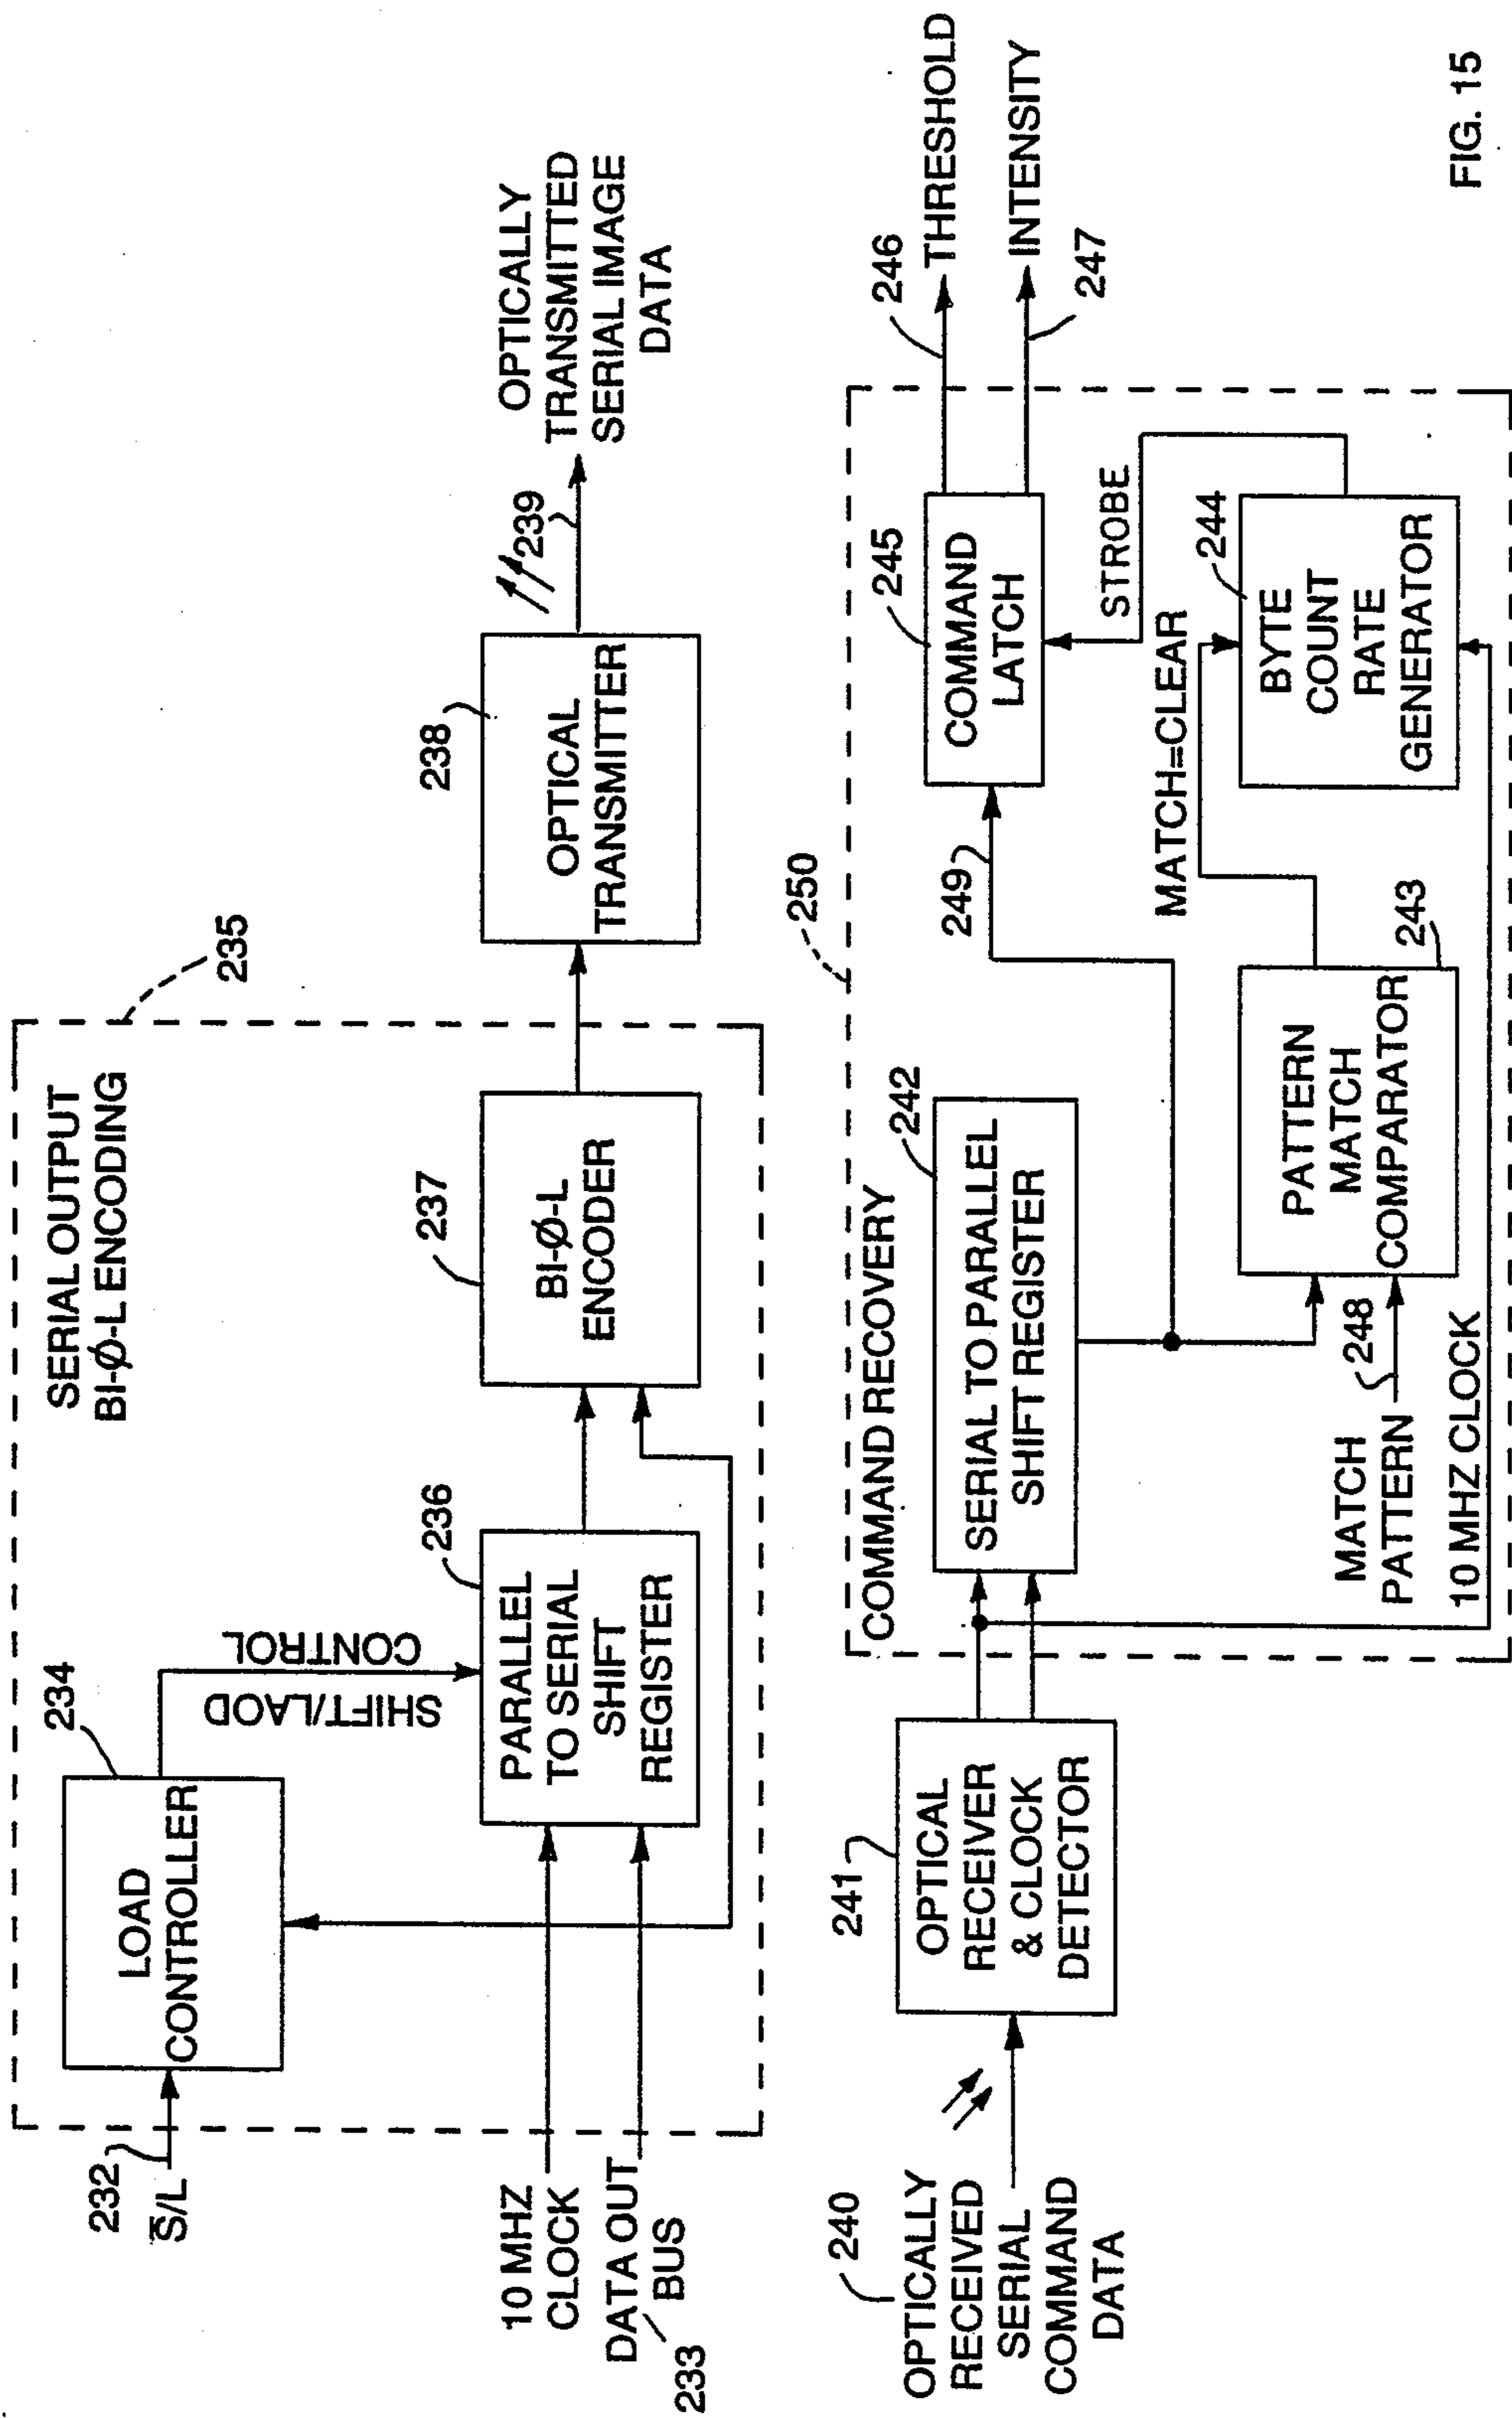 SERIAL OUTPUT
BI-Ø-L ENCODING
235
232
S̅/L
234
LOAD
CONTROLLER
SHIFT/LAOD
CONTROL
10 MHZ
CLOCK
DATA OUT
BUS
233
236
PARALLEL
TO SERIAL
SHIFT
REGISTER
237
BI-Ø-L
ENCODER
238
OPTICAL
TRANSMITTER
239
OPTICALLY
TRANSMITTED
SERIAL IMAGE
DATA
240
OPTICALLY
RECEIVED
SERIAL
COMMAND
DATA
241
OPTICAL
RECEIVER
& CLOCK
DETECTOR
250
COMMAND RECOVERY
242
SERIAL TO PARALLEL
SHIFT REGISTER
249
245
COMMAND
LATCH
246
THRESHOLD
INTENSITY
247
STROBE
MATCH=CLEAR
MATCH
PATTERN
248
PATTERN
MATCH
COMPARATOR
243
244
BYTE
COUNT
RATE
GENERATOR
10 MHZ CLOCK
FIG. 15